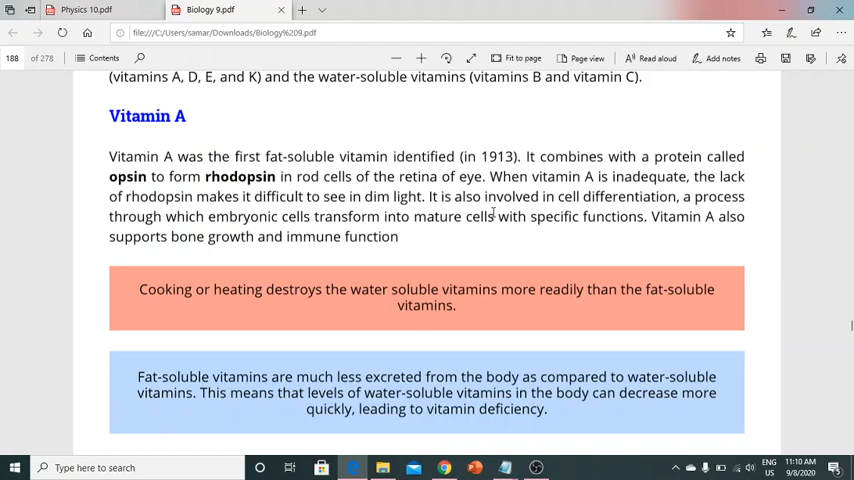 Physics 10.pdf
Biology 9.pdf
file:///C:/Users/samar/Downloads/Biology%209.pdf
188 of 278
Contents
Fit to page
Page view
Read aloud
Add notes
(vitamins A, D, E, and K) and the water-soluble vitamins (vitamins B and vitamin C).
Vitamin A
Vitamin A was the first fat-soluble vitamin identified (in 1913). It combines with a protein called
opsin to form rhodopsin in rod cells of the retina of eye. When vitamin A is inadequate, the lack
of rhodopsin makes it difficult to see in dim light. It is also involved in cell differentiation, a process
through which embryonic cells transform into mature cells with specific functions. Vitamin A also
supports bone growth and immune function
Cooking or heating destroys the water soluble vitamins more readily than the fat-soluble
vitamins.
Fat-soluble vitamins are much less excreted from the body as compared to water-soluble
vitamins. This means that levels of water-soluble vitamins in the body can decrease more
quickly, leading to vitamin deficiency.
Type here to search
ENG
US
11:10 AM
9/8/2020